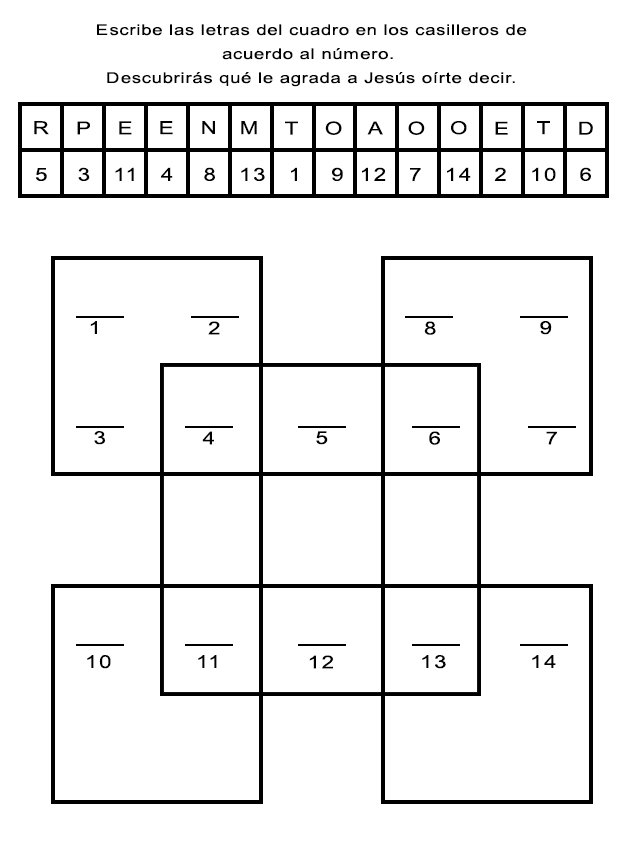 Escribe las letras del cuadro en los casilleros de
acuerdo al número.
Descubrirás qué le agrada a Jesús oírte decir.
R P E E N M T O A O O E T D
5 3 11 4 8 13 1 9 12 7 14 2 10 6
1 2 8 9
3 4 5 6 7
10 11 12 13 14